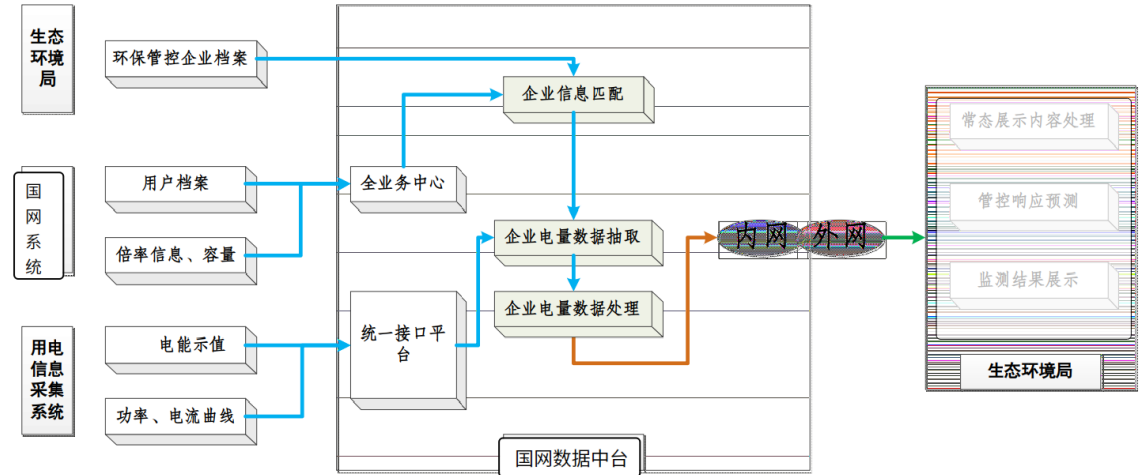 生态
环境
局
环保管控企业档案
企业信息匹配
国
网
系
统
用户档案
倍率信息、容量
全业务中心
企业电量数据抽取
企业电量数据处理
用电
信息
采集
系统
电能示值
功率、电流曲线
统一接口平
台
国网数据中台
内网
外网
常态展示内容处理
管控响应预测
监测结果展示
生态环境局